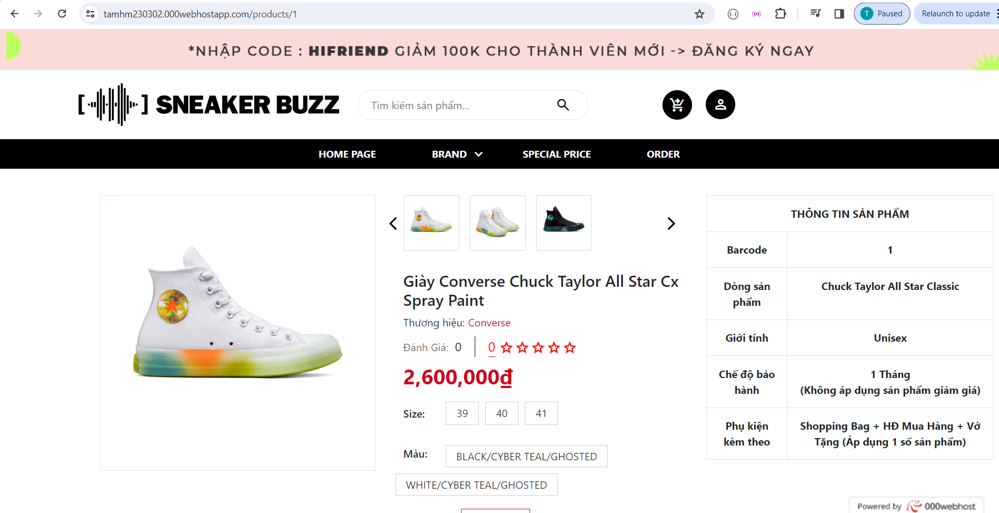 tamhm230302.000webhostapp.com/products/1
T Paused
Relaunch to update
*NHẬP CODE : HIFRIEND GIẢM 100K CHO THÀNH VIÊN MỚI -> ĐĂNG KÝ NGAY
[ ] SNEAKER BUZZ
Tìm kiếm sản phẩm...
HOME PAGE BRAND SPECIAL PRICE ORDER
Giày Converse Chuck Taylor All Star Cx
Spray Paint
Thương hiệu: Converse
Đánh Giá: 0 0
2,600,000₫
Size: 39 40 41
Màu: BLACK/CYBER TEAL/GHOSTED
WHITE/CYBER TEAL/GHOSTED
THÔNG TIN SẢN PHẨM
Barcode 1
Dòng sản
phẩm
Chuck Taylor All Star Classic
Giới tính Unisex
Chế độ bảo
hành
1 Tháng
(Không áp dụng sản phẩm giảm giá)
Phụ kiện
kèm theo
Shopping Bag + HĐ Mua Hàng + Vớ
Tặng (Áp dụng 1 số sản phẩm)
CONVERSE
Powered by 000webhost